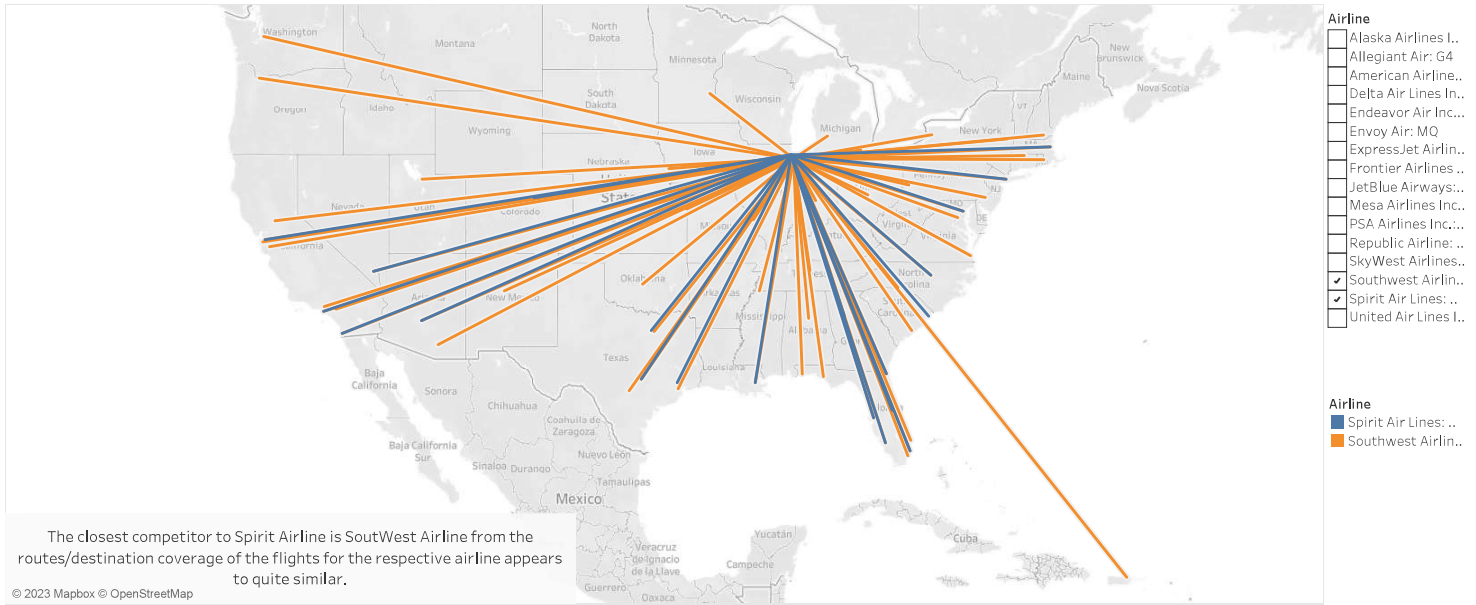 Washington
Montana
North
Dakota
Minnesota
Oregon
Idaho
Wyoming
South
Dakota
Wisconsin
Michigan
New York
VT
Maine
New
Brunswick
Nova Scotia
Iowa
Nebraska
Nevada
Utah
Colorado
California
NJ
MD
DE
Oklahoma
North
Carolina
New Mexico
Texas
Louisiana
Baja
California
Sonora
Chihuahua
Coahuila de
Zaragoza
Baja California
Sur
Sinaloa
Durango
Nuevo León
Tamaulipas
Mexico
Cuba
Yucatán
Veracruz
de Ignacio
de la Llave
Campeche
Guerrero
Oaxaca
The closest competitor to Spirit Airline is SoutWest Airline from the
routes/destination coverage of the flights for the respective airline appears
to quite similar.
© 2023 Mapbox © OpenStreetMap
Airline
Alaska Airlines I..
Allegiant Air: G4
American Airline..
Delta Air Lines In..
Endeavor Air Inc...
Envoy Air: MQ
ExpressJet Airlin..
Frontier Airlines ..
JetBlue Airways:..
Mesa Airlines Inc..
PSA Airlines Inc.:..
Republic Airline: ..
SkyWest Airlines..
Southwest Airlin..
Spirit Air Lines: ..
United Air Lines I..
Airline
Spirit Air Lines: ..
Southwest Airlin..